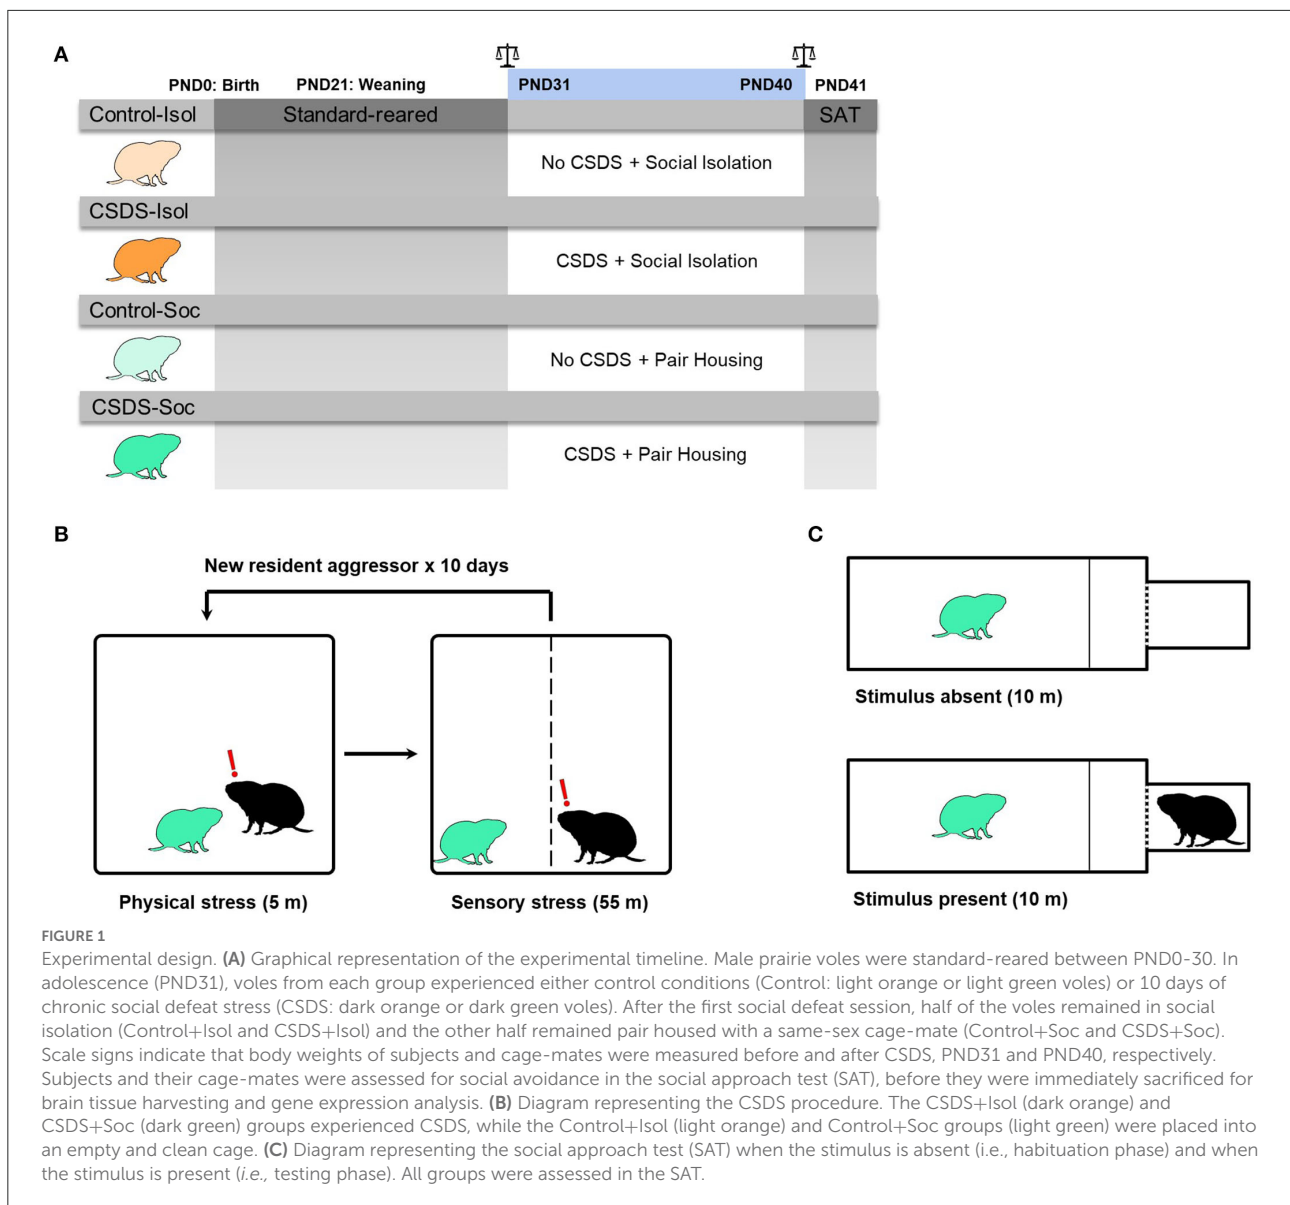 A
PND0: Birth
PND21: Weaning
PND31
PND40
PND41
Control-Isol
Standard-reared
SAT
No CSDS + Social Isolation
CSDS-Isol
CSDS + Social Isolation
Control-Soc
No CSDS + Pair Housing
CSDS-Soc
CSDS + Pair Housing
B
New resident aggressor x 10 days
!
!
Physical stress (5 m)
Sensory stress (55 m)
C
Stimulus absent (10 m)
Stimulus present (10 m)
FIGURE 1
Experimental design. (A) Graphical representation of the experimental timeline. Male prairie voles were standard-reared between PND0-30. In
adolescence (PND31), voles from each group experienced either control conditions (Control: light orange or light green voles) or 10 days of
chronic social defeat stress (CSDS: dark orange or dark green voles). After the first social defeat session, half of the voles remained in social
isolation (Control+Isol and CSDS+Isol) and the other half remained pair housed with a same-sex cage-mate (Control+Soc and CSDS+Soc).
Scale signs indicate that body weights of subjects and cage-mates were measured before and after CSDS, PND31 and PND40, respectively.
Subjects and their cage-mates were assessed for social avoidance in the social approach test (SAT), before they were immediately sacrificed for
brain tissue harvesting and gene expression analysis. (B) Diagram representing the CSDS procedure. The CSDS+Isol (dark orange) and
CSDS+Soc (dark green) groups experienced CSDS, while the Control+Isol (light orange) and Control+Soc groups (light green) were placed into
an empty and clean cage. (C) Diagram representing the social approach test (SAT) when the stimulus is absent (i.e., habituation phase) and when
the stimulus is present (i.e., testing phase). All groups were assessed in the SAT.